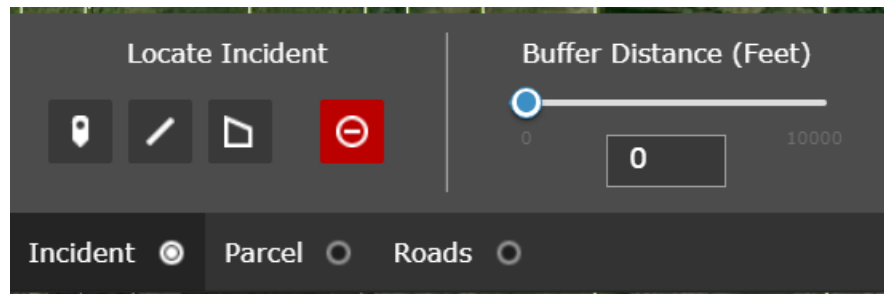 Locate Incident
Buffer Distance (Feet)
0 10000
0
Incident Parcel Roads